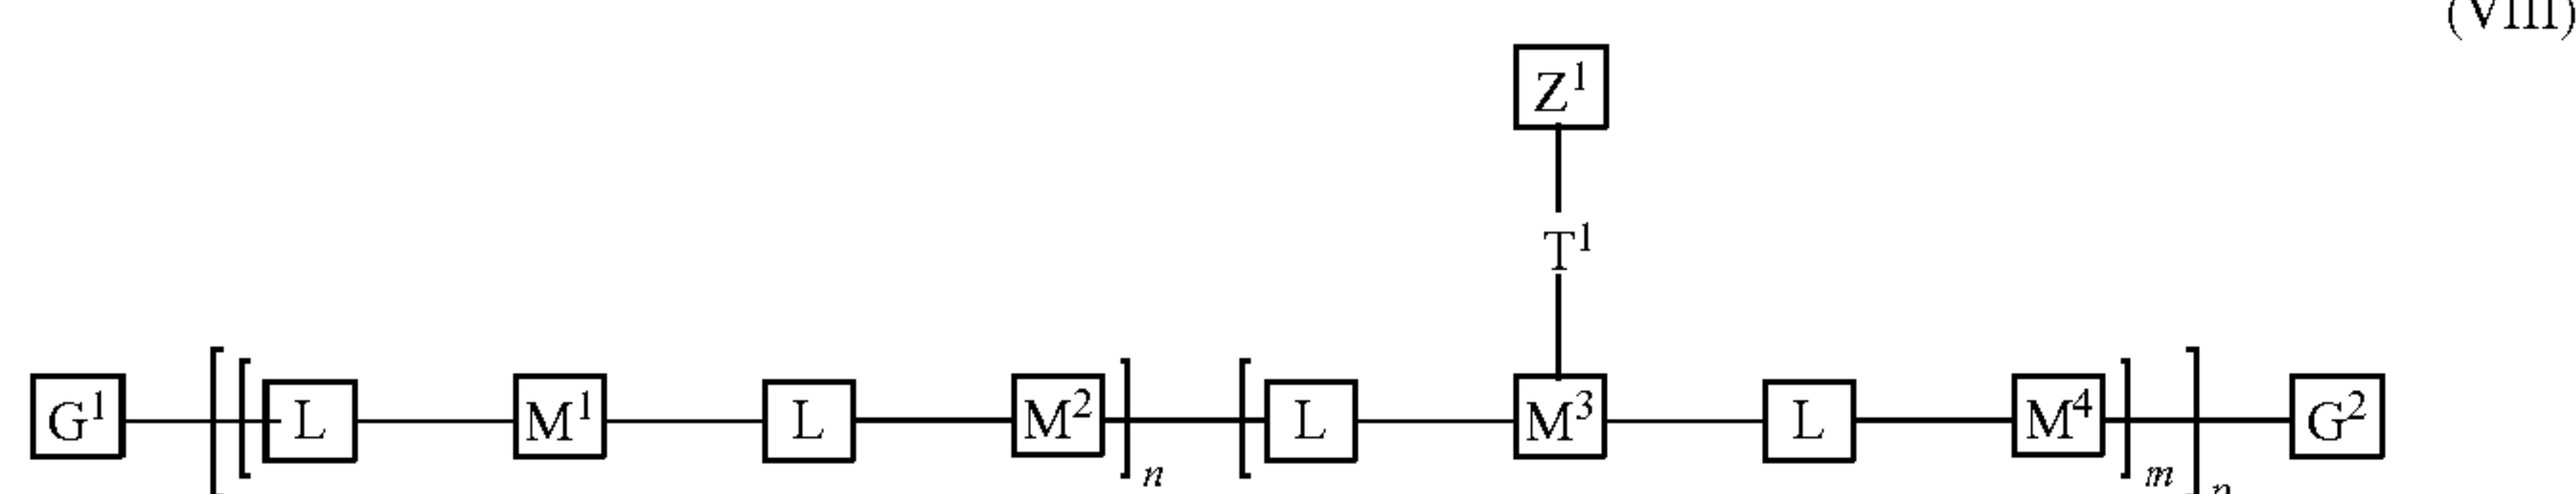 (VIII)
Z¹
T¹
G¹ [ [ L M¹ L M² ]n [ L M³ L M⁴ ]m ] G²